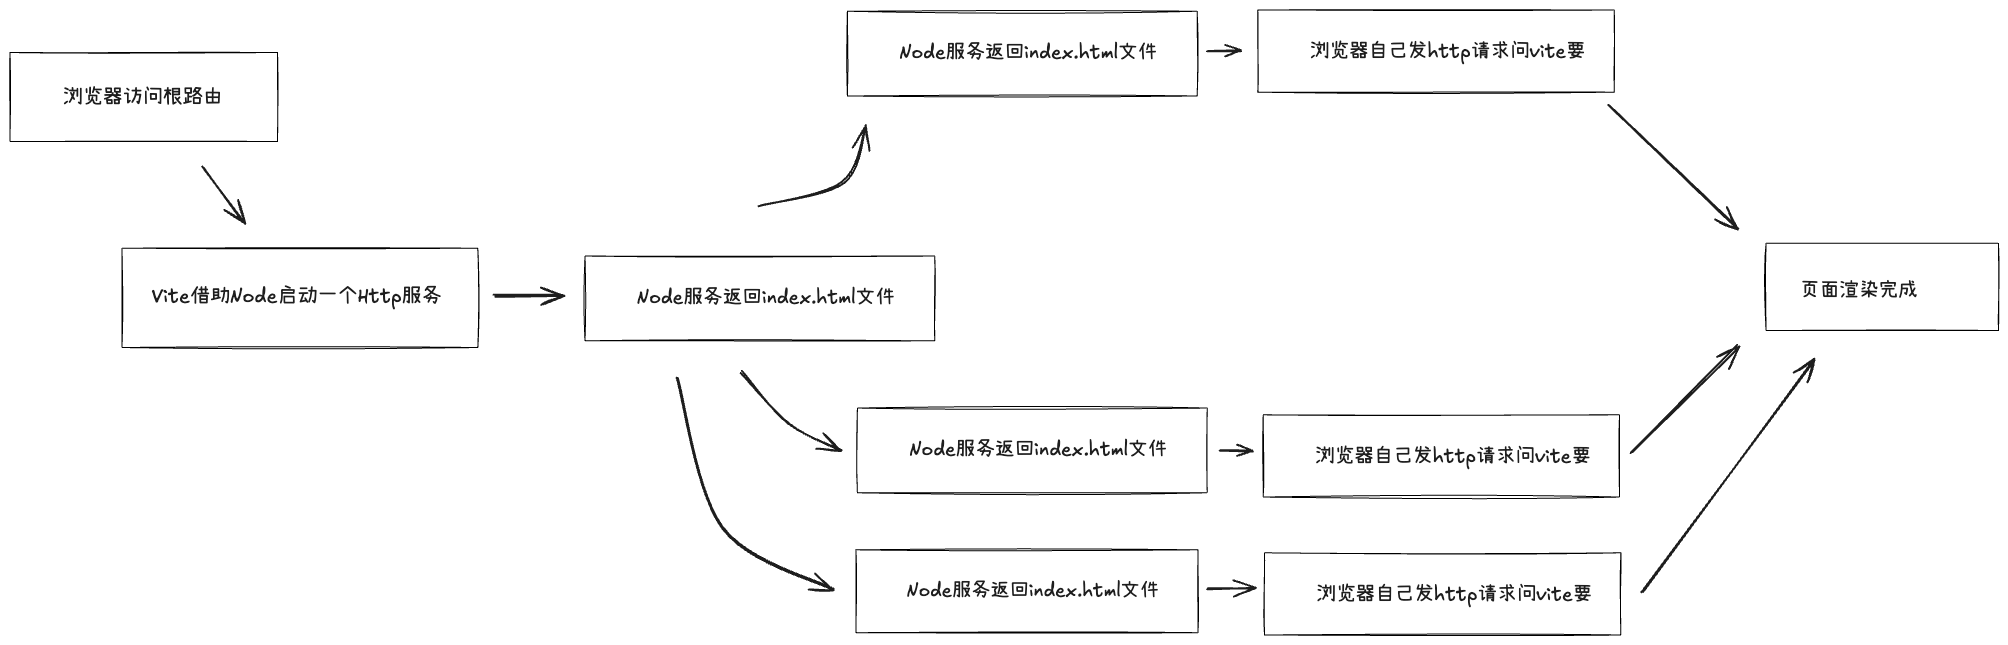 浏览器访问根路由
Vite借助Node启动一个Http服务
Node服务返回index.html文件
Node服务返回index.html文件
浏览器自己发http请求问vite要
Node服务返回index.html文件
浏览器自己发http请求问vite要
Node服务返回index.html文件
浏览器自己发http请求问vite要
页面渲染完成